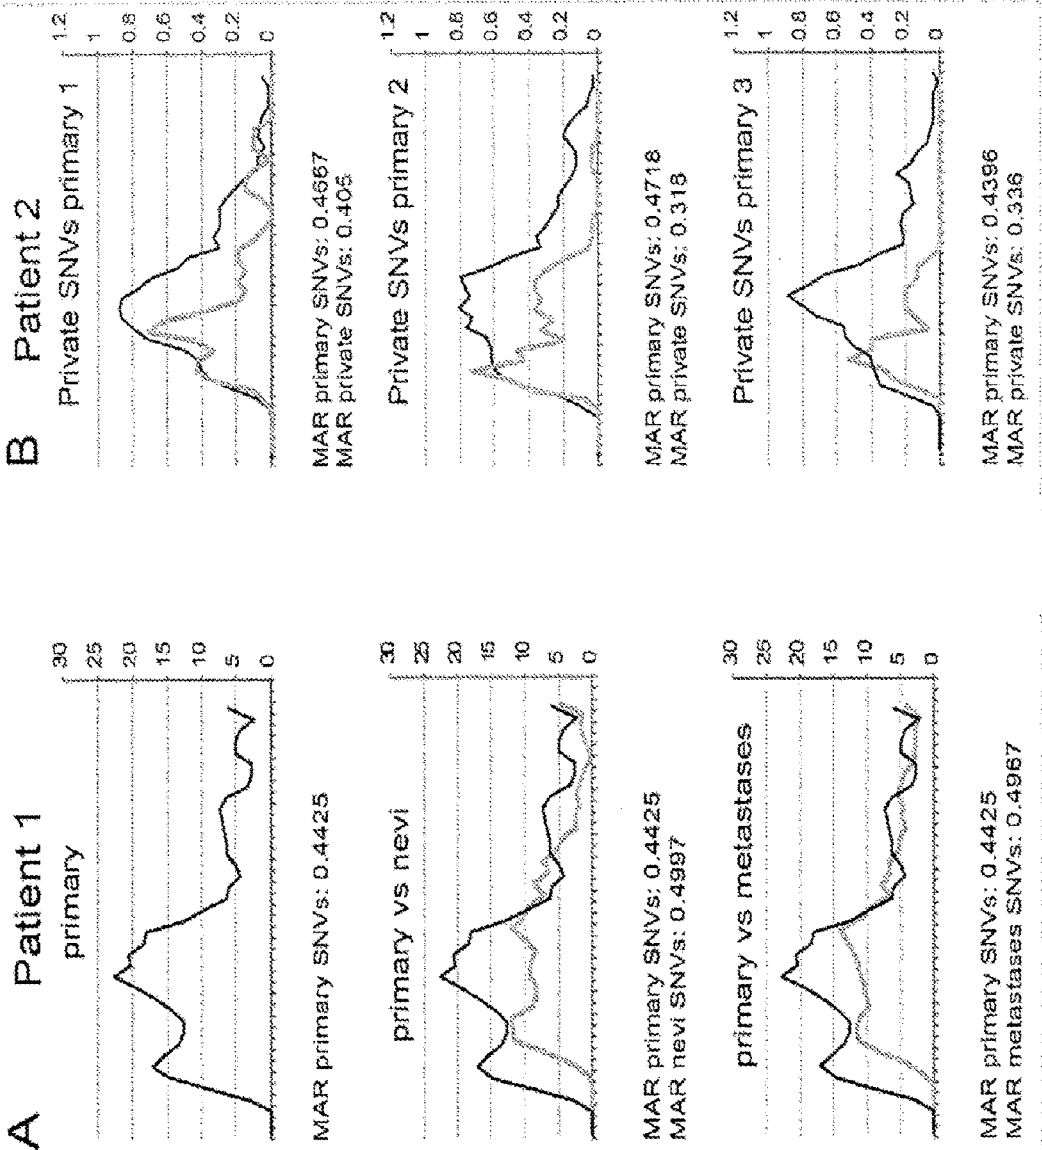 A Patient 1
primary
30
25
20
15
10
5
0
MAR primary SNVs: 0.4425
primary vs nevi
30
25
20
15
10
5
0
MAR primary SNVs: 0.4425
MAR nevi SNVs: 0.4997
primary vs metastases
30
25
20
15
10
5
0
MAR primary SNVs: 0.4425
MAR metastases SNVs: 0.4967
B Patient 2
Private SNVs primary 1
1.2
1
0.8
0.6
0.4
0.2
0
MAR primary SNVs: 0.4667
MAR private SNVs: 0.405
Private SNVs primary 2
1.2
1
0.8
0.6
0.4
0.2
0
MAR primary SNVs: 0.4718
MAR private SNVs: 0.318
Private SNVs primary 3
1.2
1
0.8
0.6
0.4
0.2
0
MAR primary SNVs: 0.4396
MAR private SNVs: 0.336